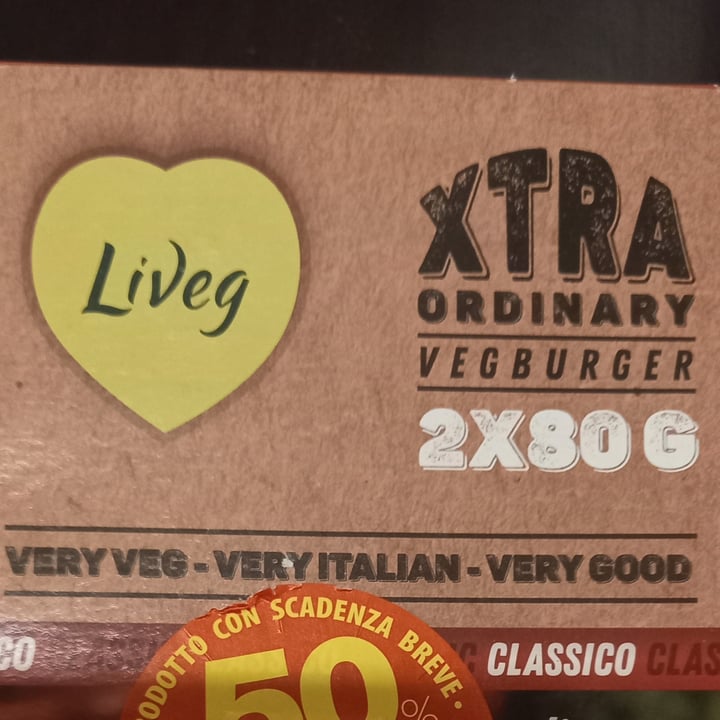 Liveg
XTRA
ORDINARY
VEGBURGER
2X80 G
VERY VEG - VERY ITALIAN - VERY GOOD
CON SCADENZA BREVE •
50%
CLASSICO